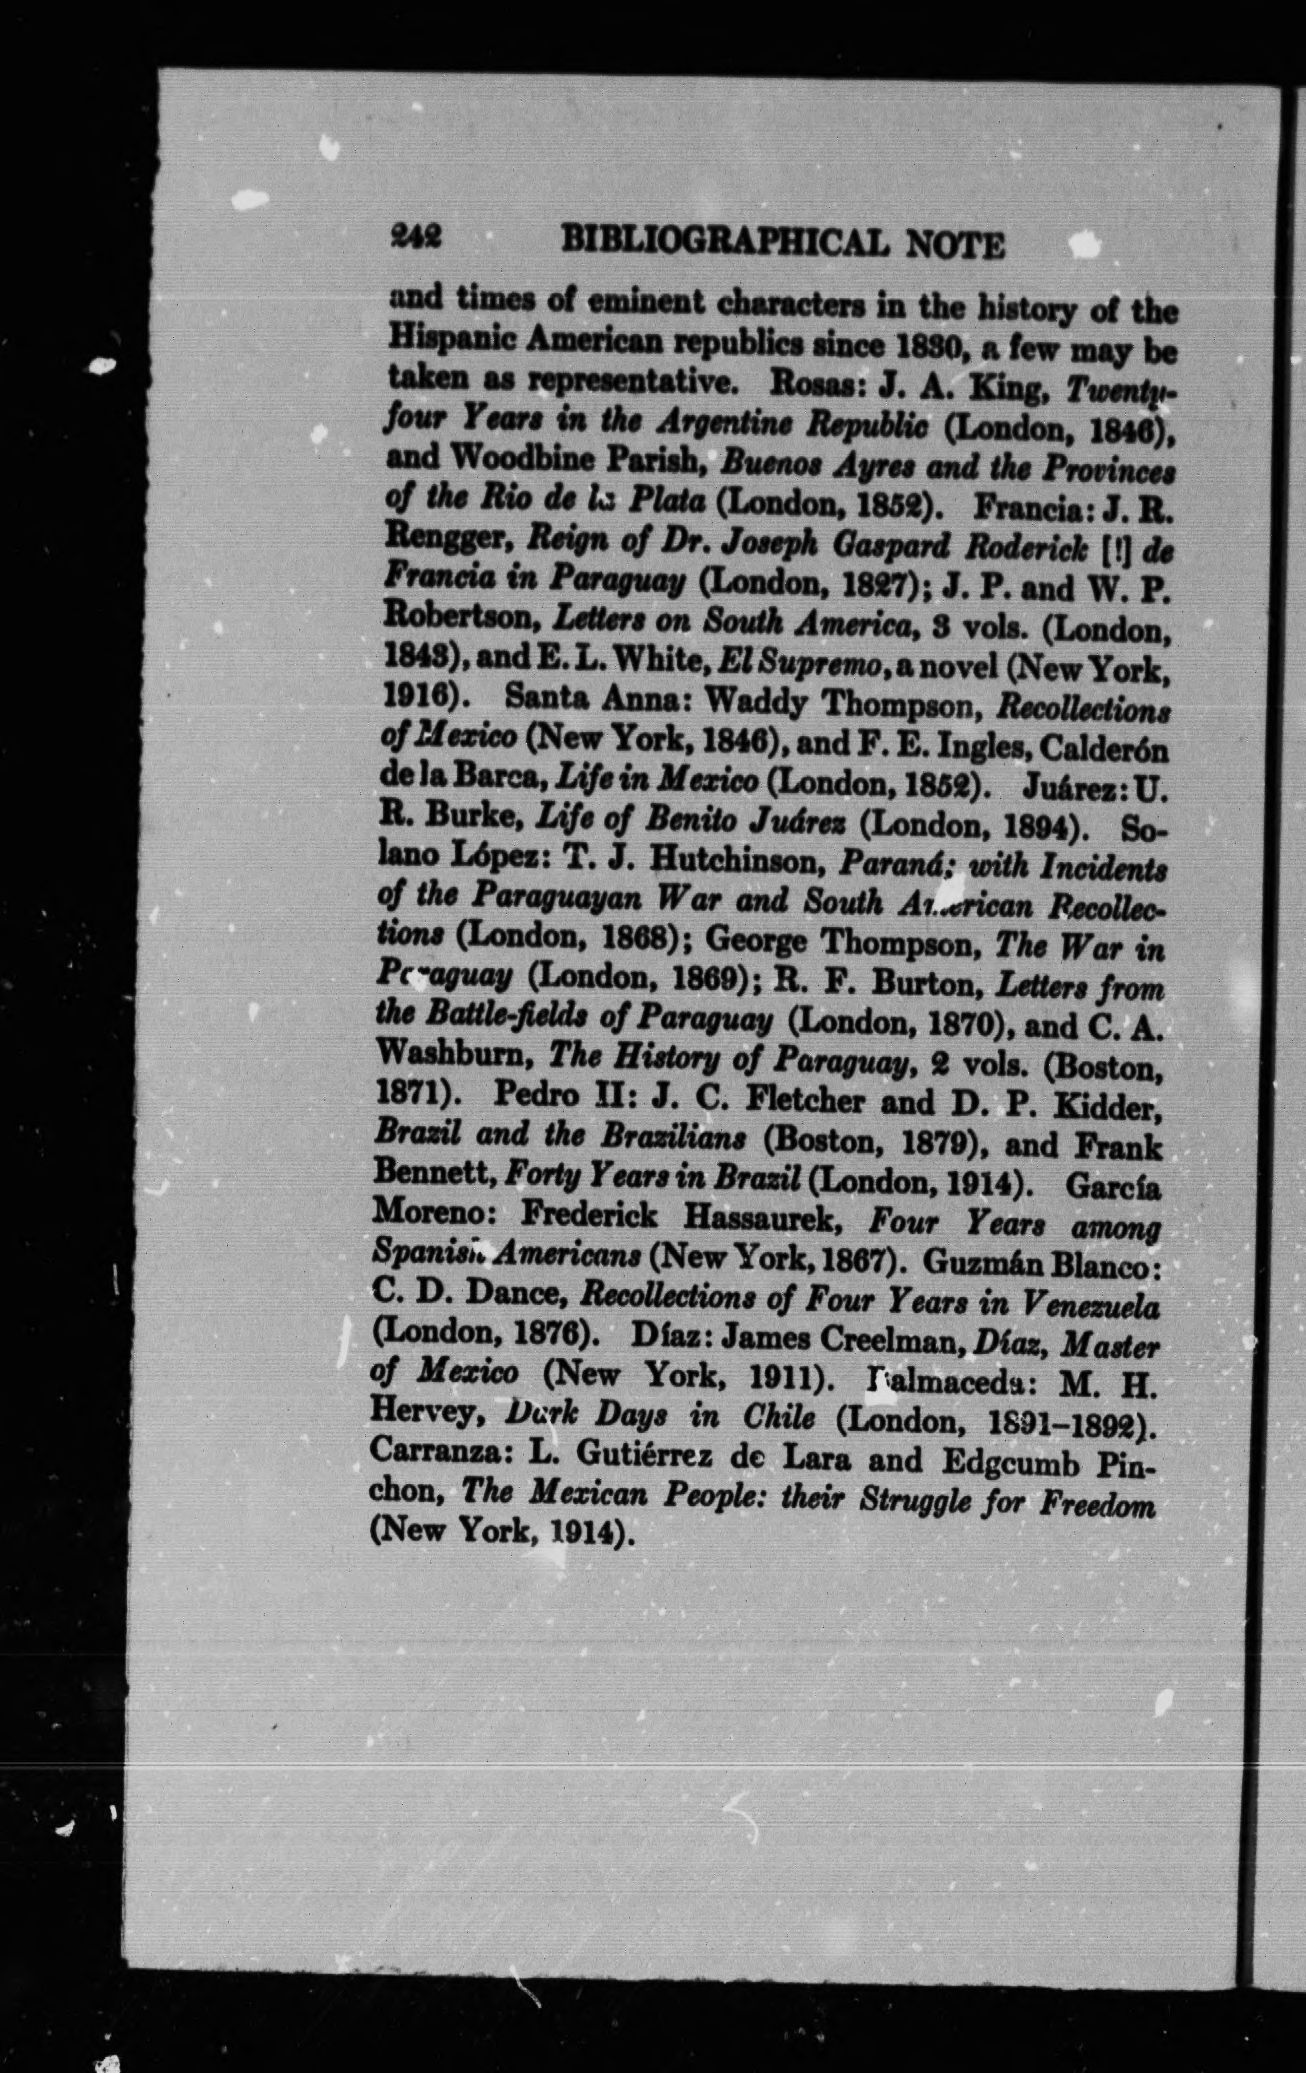 242 BIBLIOGRAPHICAL NOTE
and times of eminent characters in the history of the
Hispanic American republics since 1830, a few may be
taken as representative. Rosas: J. A. King, Twenty-
four Years in the Argentine Republic (London, 1846),
and Woodbine Parish, Buenos Ayres and the Provinces
of the Rio de la Plata (London, 1852). Francia: J. R.
Rengger, Reign of Dr. Joseph Gaspard Roderick [!] de
Francia in Paraguay (London, 1827); J. P. and W. P.
Robertson, Letters on South America, 3 vols. (London,
1843), and E. L. White, El Supremo, a novel (New York,
1916). Santa Anna: Waddy Thompson, Recollections
of Mexico (New York, 1846), and F. E. Ingles, Calderón
de la Barca, Life in Mexico (London, 1852). Juárez: U.
R. Burke, Life of Benito Juárez (London, 1894). So-
lano López: T. J. Hutchinson, Paraná; with Incidents
of the Paraguayan War and South American Recollec-
tions (London, 1868); George Thompson, The War in
Paraguay (London, 1869); R. F. Burton, Letters from
the Battle-fields of Paraguay (London, 1870), and C. A.
Washburn, The History of Paraguay, 2 vols. (Boston,
1871). Pedro II: J. C. Fletcher and D. P. Kidder,
Brazil and the Brazilians (Boston, 1879), and Frank
Bennett, Forty Years in Brazil (London, 1914). García
Moreno: Frederick Hassaurek, Four Years among
Spanish Americans (New York, 1867). Guzmán Blanco:
C. D. Dance, Recollections of Four Years in Venezuela
(London, 1876). Díaz: James Creelman, Díaz, Master
of Mexico (New York, 1911). Balmaceda: M. H.
Hervey, Dark Days in Chile (London, 1891–1892).
Carranza: L. Gutiérrez de Lara and Edgcumb Pin-
chon, The Mexican People: their Struggle for Freedom
(New York, 1914).